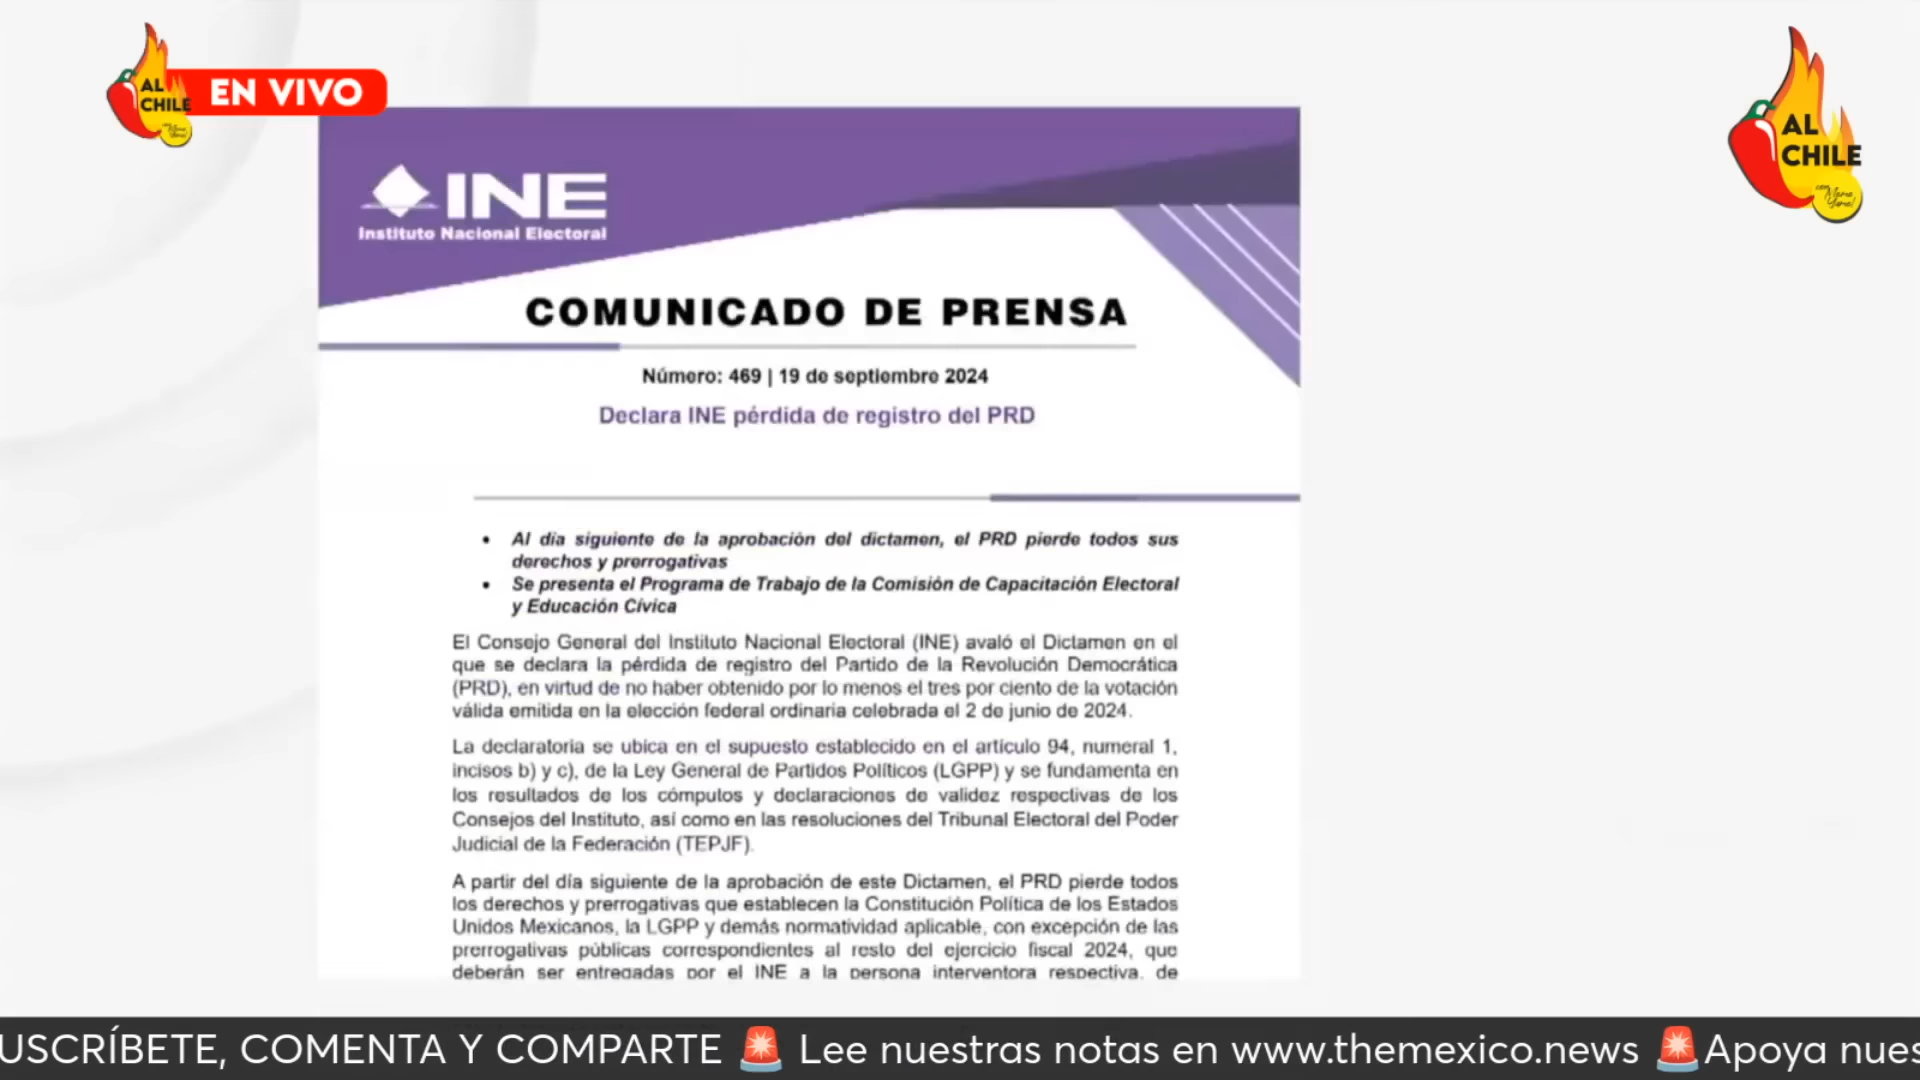 AL
CHILE
EN VIVO
AL
CHILE
INE
Instituto Nacional Electoral
COMUNICADO DE PRENSA
Número: 469 | 19 de septiembre 2024
Declara INE pérdida de registro del PRD
• Al día siguiente de la aprobación del dictamen, el PRD pierde todos sus
derechos y prerrogativas
• Se presenta el Programa de Trabajo de la Comisión de Capacitación Electoral
y Educación Cívica
El Consejo General del Instituto Nacional Electoral (INE) avaló el Dictamen en el
que se declara la pérdida de registro del Partido de la Revolución Democrática
(PRD), en virtud de no haber obtenido por lo menos el tres por ciento de la votación
válida emitida en la elección federal ordinaria celebrada el 2 de junio de 2024.
La declaratoria se ubica en el supuesto establecido en el artículo 94, numeral 1,
incisos b) y c), de la Ley General de Partidos Políticos (LGPP) y se fundamenta en
los resultados de los cómputos y declaraciones de validez respectivas de los
Consejos del Instituto, así como en las resoluciones del Tribunal Electoral del Poder
Judicial de la Federación (TEPJF).
A partir del día siguiente de la aprobación de este Dictamen, el PRD pierde todos
los derechos y prerrogativas que establecen la Constitución Política de los Estados
Unidos Mexicanos, la LGPP y demás normatividad aplicable, con excepción de las
prerrogativas públicas correspondientes al resto del ejercicio fiscal 2024, que
deberán ser entregadas por el INE a la persona interventora respectiva, de
USCRÍBETE, COMENTA Y COMPARTE 🚨 Lee nuestras notas en www.themexico.news 🚨Apoya nues